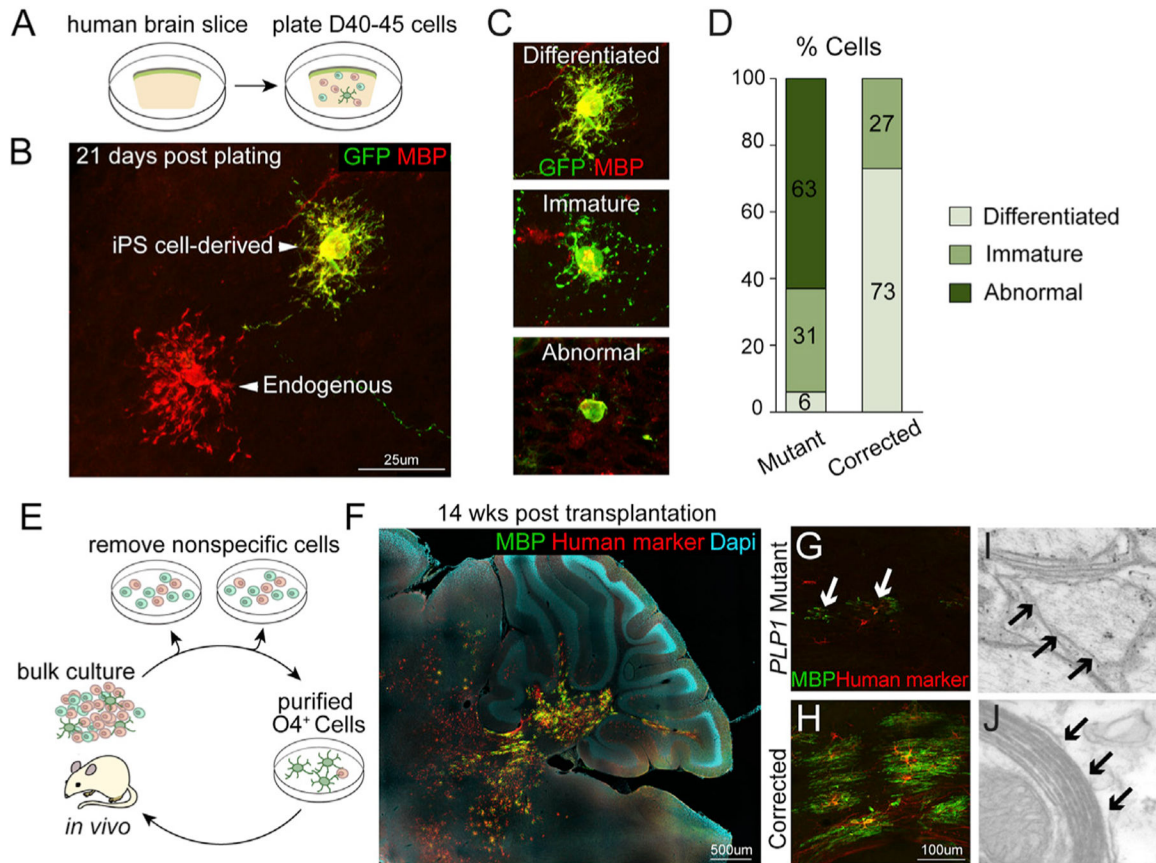 A
human brain slice
plate D40-45 cells
B
21 days post plating
GFP MBP
iPS cell-derived
Endogenous
25um
C
Differentiated
GFP MBP
Immature
Abnormal
D
% Cells
100
80
60
40
20
0
63
31
6
27
73
Mutant
Corrected
Differentiated
Immature
Abnormal
E
remove nonspecific cells
bulk culture
purified
O4+ Cells
in vivo
F
14 wks post transplantation
MBP Human marker Dapi
500um
PLP1 Mutant
G
MBPHuman marker
Corrected
H
100um
I
J